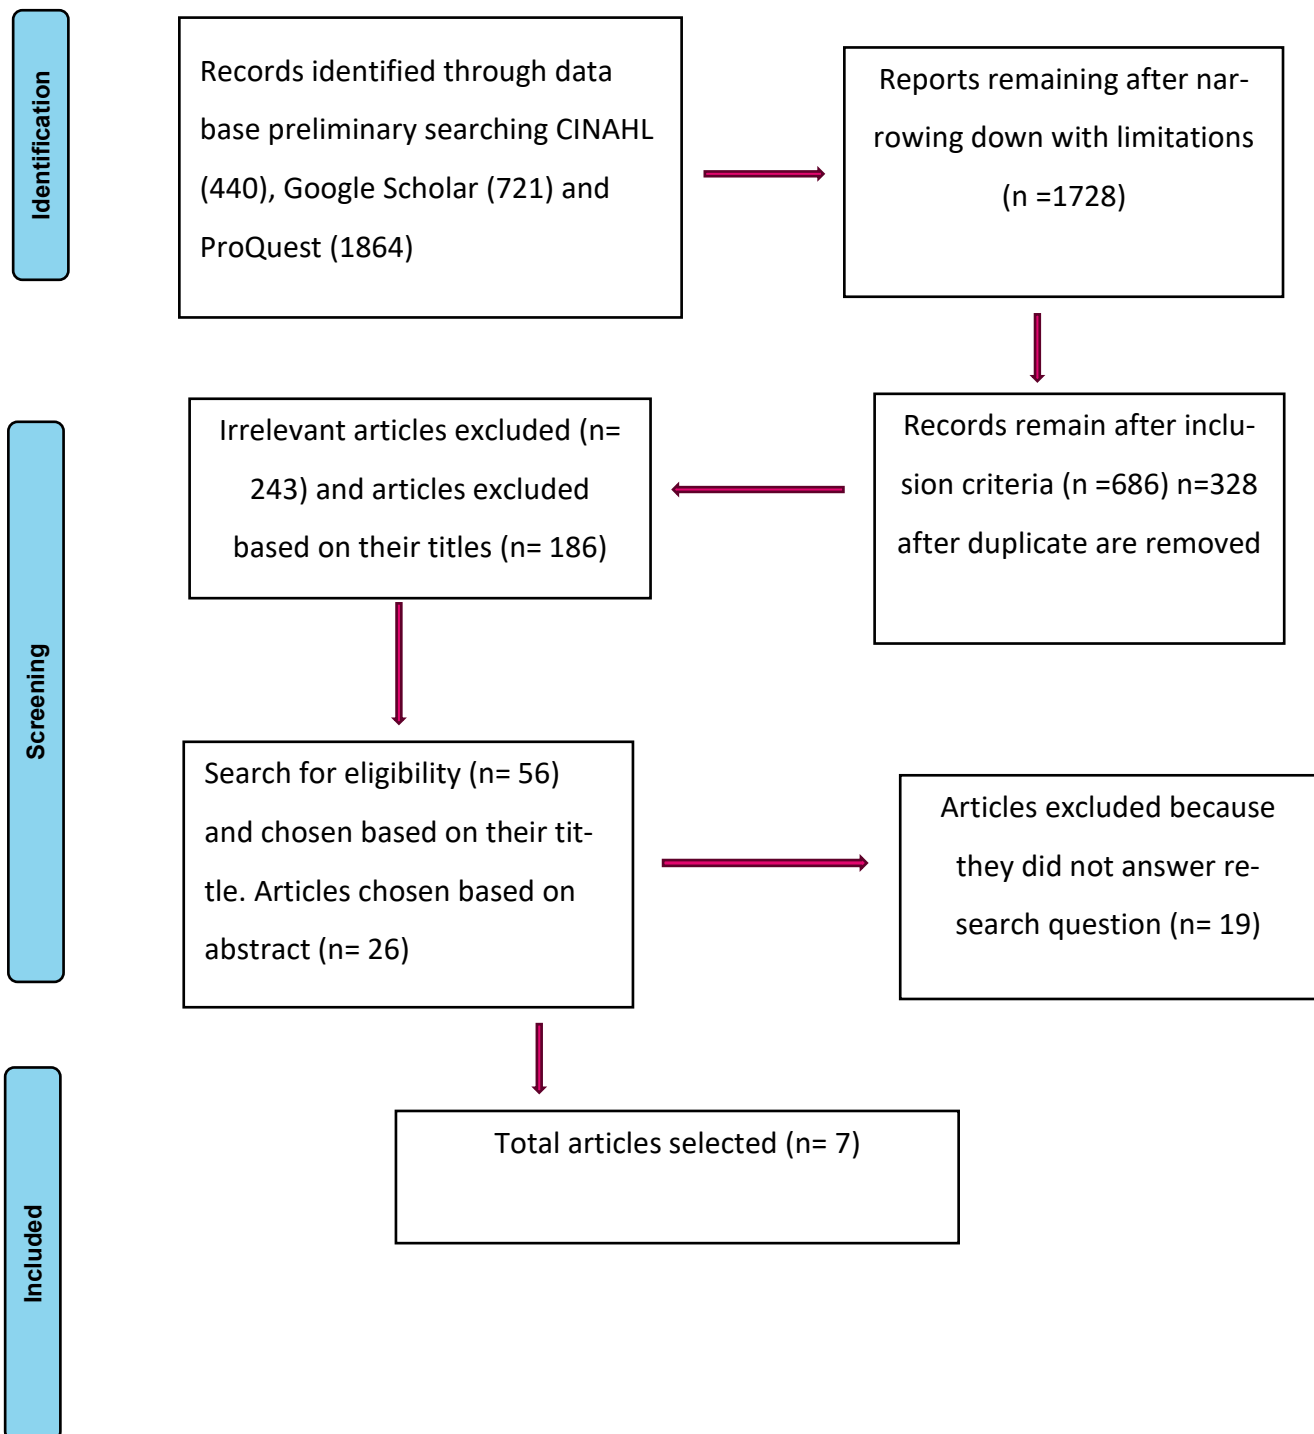 Identification
Records identified through data
base preliminary searching CINAHL
(440), Google Scholar (721) and
ProQuest (1864)
Reports remaining after nar-
rowing down with limitations
(n =1728)
Screening
Irrelevant articles excluded (n=
243) and articles excluded
based on their titles (n= 186)
Records remain after inclu-
sion criteria (n =686) n=328
after duplicate are removed
Search for eligibility (n= 56)
and chosen based on their tit-
tle. Articles chosen based on
abstract (n= 26)
Articles excluded because
they did not answer re-
search question (n= 19)
Included
Total articles selected (n= 7)